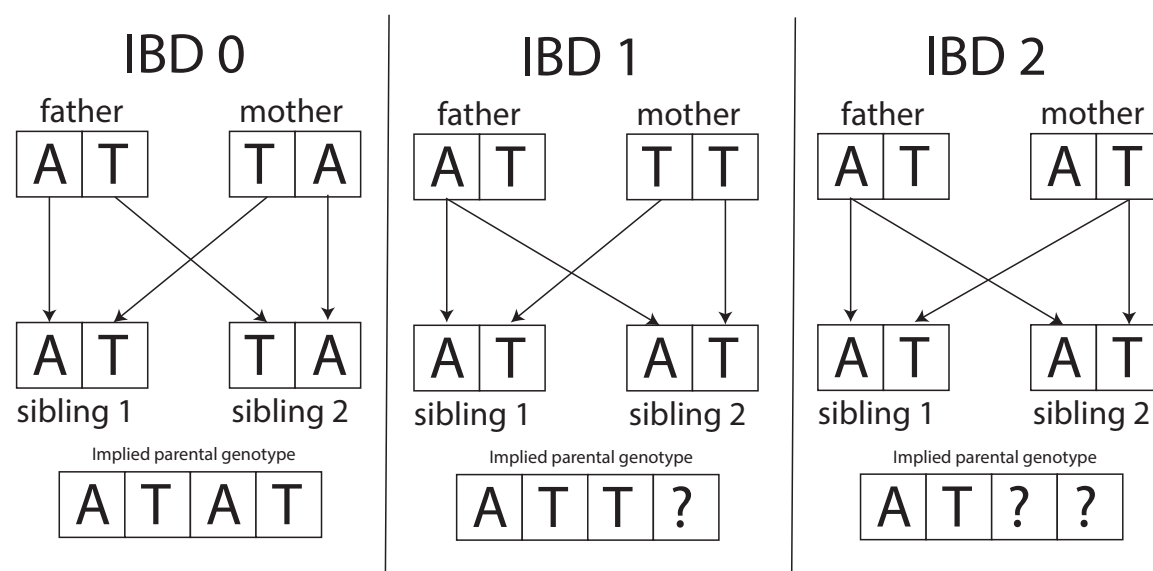 IBD 0
father mother
A T T A
A T T A
sibling 1 sibling 2
Implied parental genotype
A T A T
IBD 1
father mother
A T T T
A T A T
sibling 1 sibling 2
Implied parental genotype
A T T ?
IBD 2
father mother
A T A T
A T A T
sibling 1 sibling 2
Implied parental genotype
A T ? ?